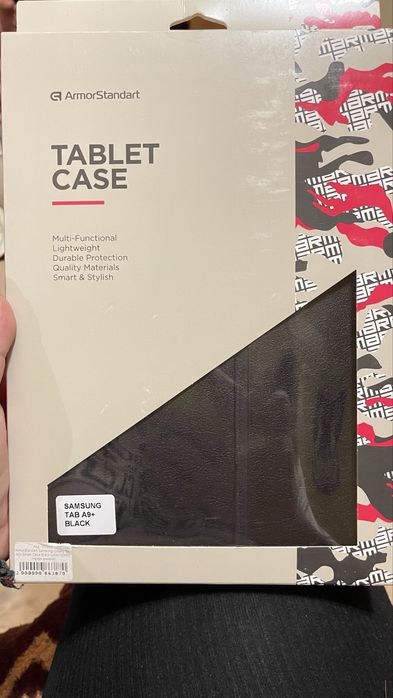 ArmorStandart
TABLET
CASE
Multi-Functional
Lightweight
Durable Protection
Quality Materials
Smart & Stylish
SAMSUNG
TAB A9+
BLACK